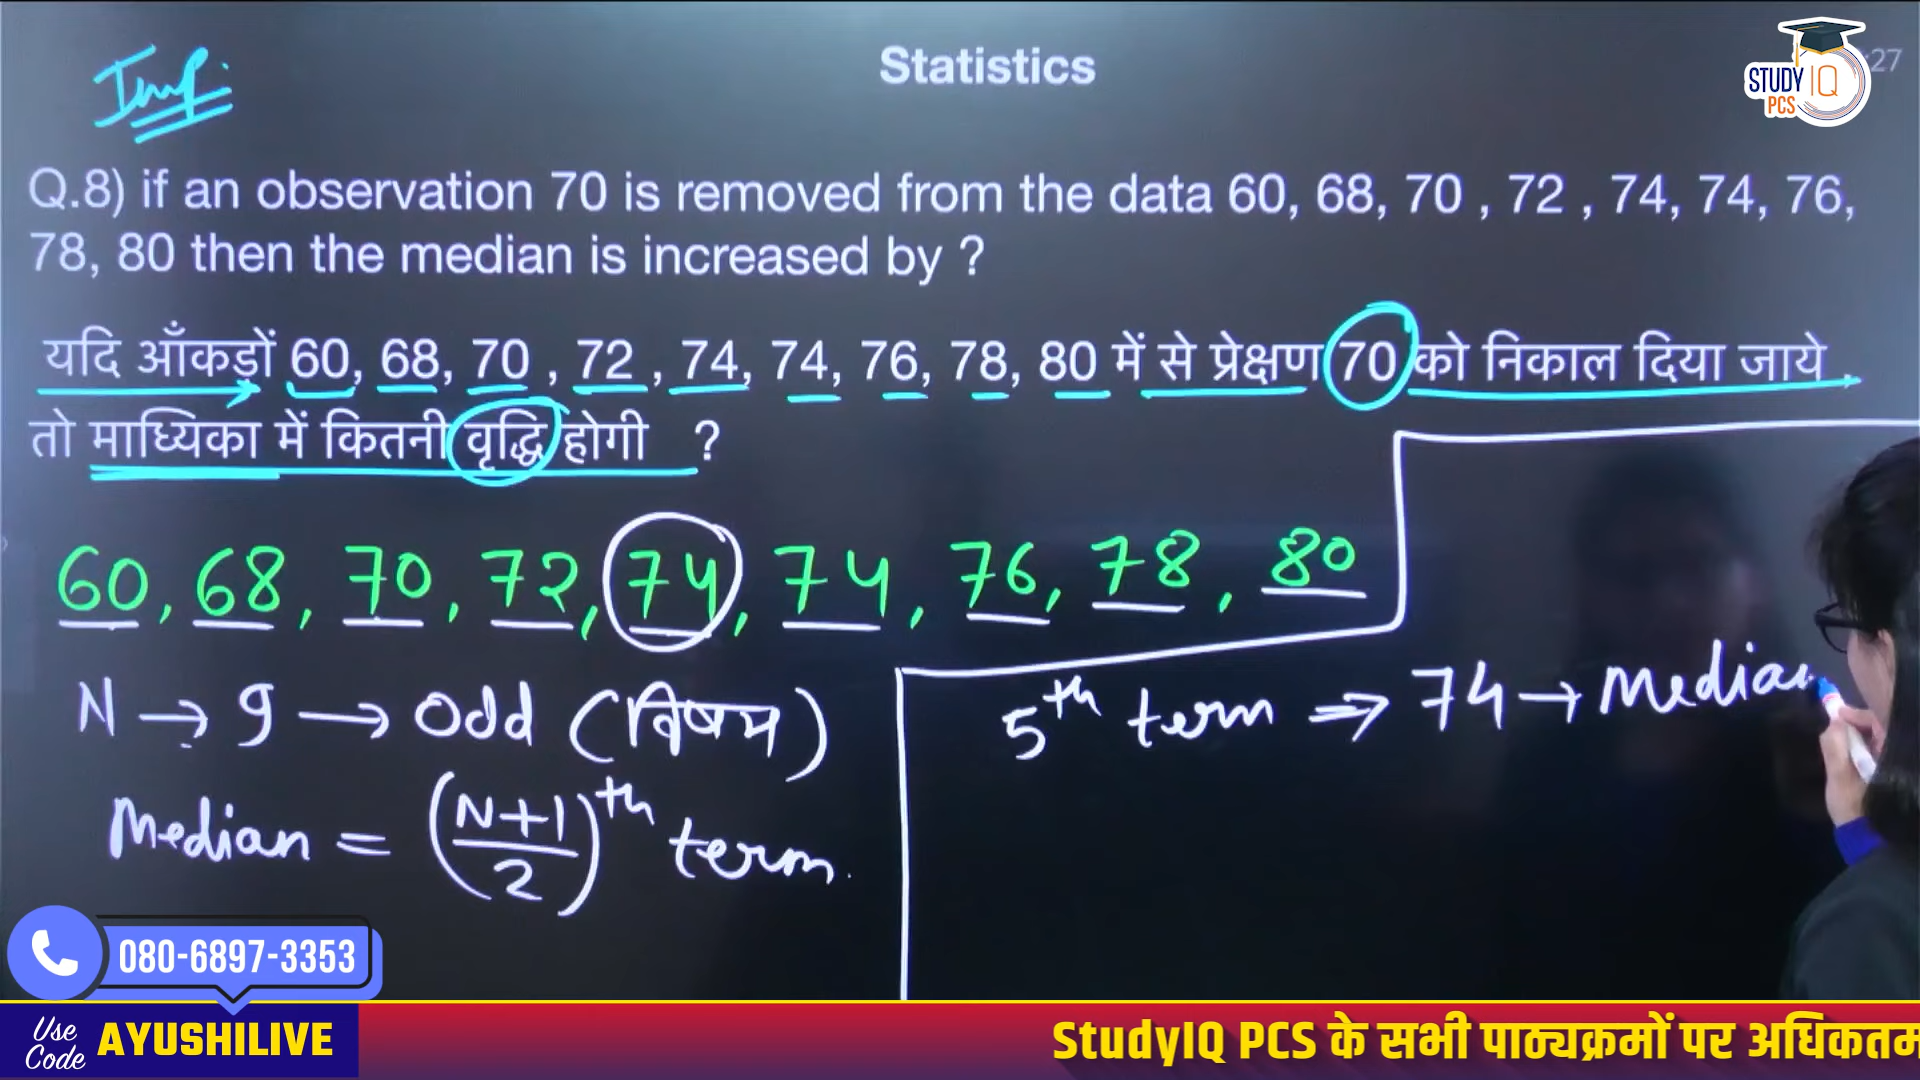 Imp.
Statistics
:27
STUDY IQ
PCS
Q.8) if an observation 70 is removed from the data 60, 68, 70 , 72 , 74, 74, 76,
78, 80 then the median is increased by ?
यदि आँकड़ों 60, 68, 70 , 72 , 74, 74, 76, 78, 80 में से प्रेक्षण 70 को निकाल दिया जाये
तो माध्यिका में कितनी वृद्धि होगी ?
60, 68, 70, 72, 74, 74, 76, 78, 80
N → 9 → Odd (विषम)
Median = (N+1/2)th term.
5th term ⇒ 74 → Median
080-6897-3353
Use Code AYUSHILIVE
StudyIQ PCS के सभी पाठ्यक्रमों पर अधिकतम